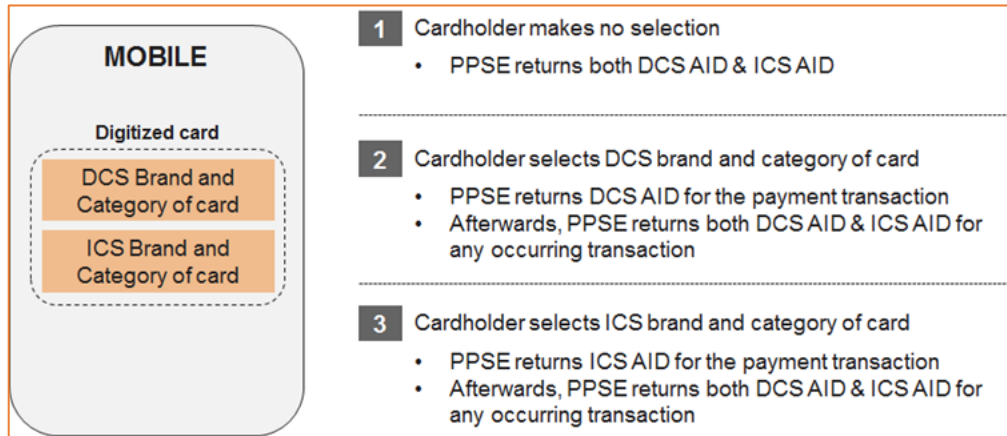 MOBILE
Digitized card
DCS Brand and
Category of card
ICS Brand and
Category of card
1 Cardholder makes no selection
• PPSE returns both DCS AID & ICS AID
2 Cardholder selects DCS brand and category of card
• PPSE returns DCS AID for the payment transaction
• Afterwards, PPSE returns both DCS AID & ICS AID for
any occurring transaction
3 Cardholder selects ICS brand and category of card
• PPSE returns ICS AID for the payment transaction
• Afterwards, PPSE returns both DCS AID & ICS AID for
any occurring transaction